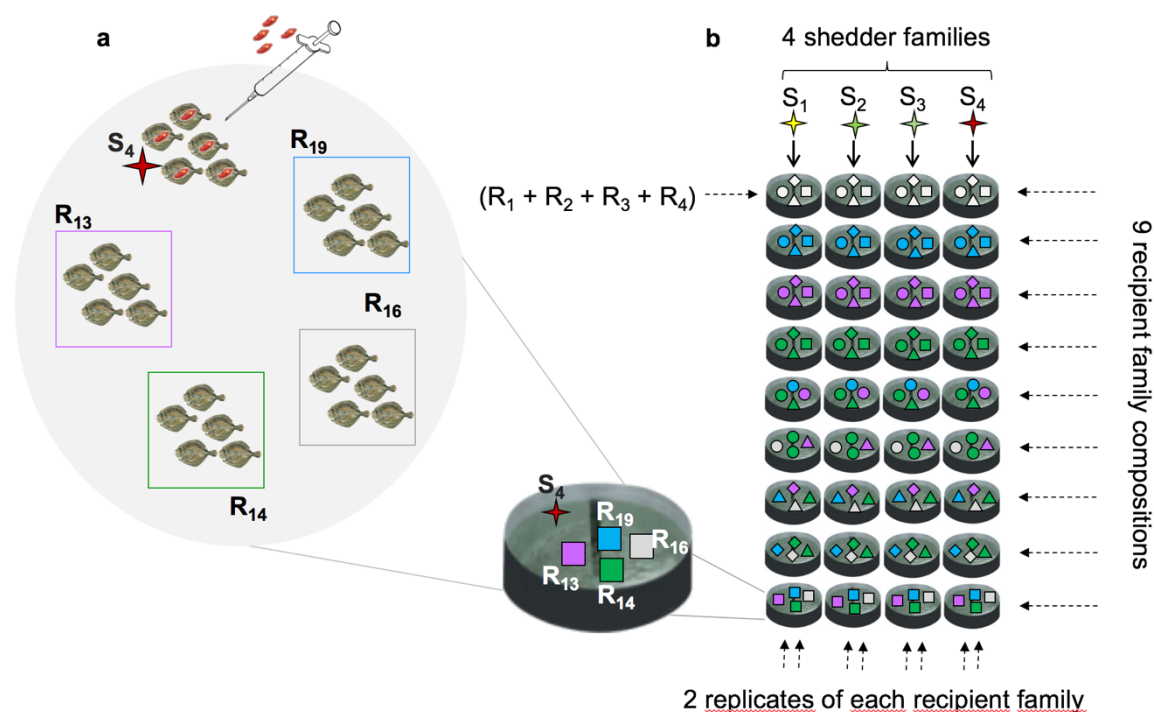 a
S4
R19
R13
R16
R14
S4
R19
R16
R13
R14
b
4 shedder families
S1 S2 S3 S4
(R1 + R2 + R3 + R4)
9 recipient family compositions
2 replicates of each recipient family